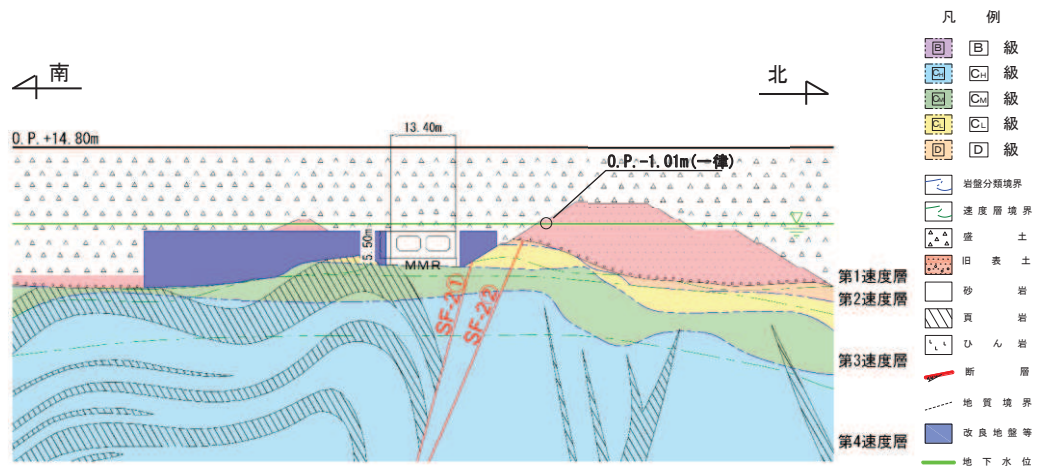 南
北
O.P.+14.80m
13.40m
O.P.-1.01m(一律)
5.50m
MMR
SF-2(1)
SF-2(2)
第1速度層
第2速度層
第3速度層
第4速度層
凡 例
B B 級
CH CH 級
CM CM 級
CL CL 級
D D 級
岩盤分類境界
速度層境界
盛 土
旧 表 土
砂 岩
頁 岩
ひ ん 岩
断 層
地 質 境 界
改 良 地 盤 等
地 下 水 位